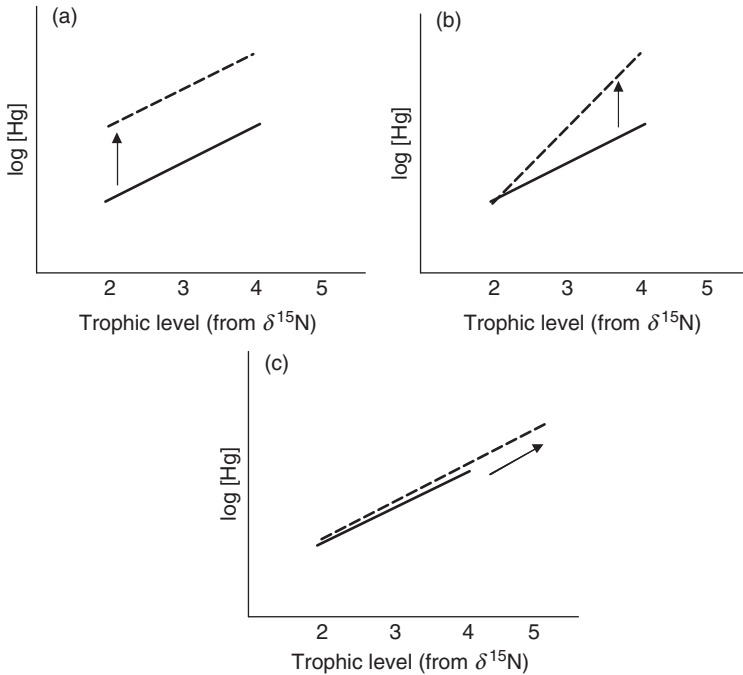 (a)
log [Hg]
2 3 4 5
Trophic level (from δ¹⁵N)
(b)
log [Hg]
2 3 4 5
Trophic level (from δ¹⁵N)
(c)
log [Hg]
2 3 4 5
Trophic level (from δ¹⁵N)